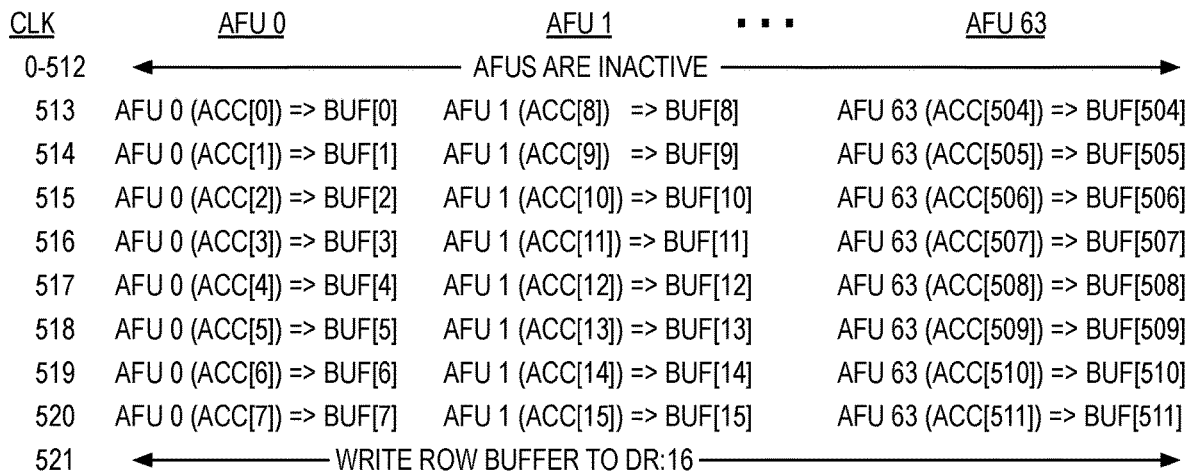 CLK AFU 0 AFU 1 ▪ ▪ ▪ AFU 63
0-512 AFUS ARE INACTIVE
513 AFU 0 (ACC[0]) => BUF[0] AFU 1 (ACC[8]) => BUF[8] AFU 63 (ACC[504]) => BUF[504]
514 AFU 0 (ACC[1]) => BUF[1] AFU 1 (ACC[9]) => BUF[9] AFU 63 (ACC[505]) => BUF[505]
515 AFU 0 (ACC[2]) => BUF[2] AFU 1 (ACC[10]) => BUF[10] AFU 63 (ACC[506]) => BUF[506]
516 AFU 0 (ACC[3]) => BUF[3] AFU 1 (ACC[11]) => BUF[11] AFU 63 (ACC[507]) => BUF[507]
517 AFU 0 (ACC[4]) => BUF[4] AFU 1 (ACC[12]) => BUF[12] AFU 63 (ACC[508]) => BUF[508]
518 AFU 0 (ACC[5]) => BUF[5] AFU 1 (ACC[13]) => BUF[13] AFU 63 (ACC[509]) => BUF[509]
519 AFU 0 (ACC[6]) => BUF[6] AFU 1 (ACC[14]) => BUF[14] AFU 63 (ACC[510]) => BUF[510]
520 AFU 0 (ACC[7]) => BUF[7] AFU 1 (ACC[15]) => BUF[15] AFU 63 (ACC[511]) => BUF[511]
521 WRITE ROW BUFFER TO DR:16